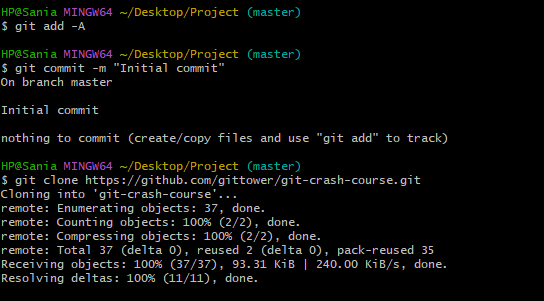 HP@Sania MINGW64 ~/Desktop/Project (master)
$ git add -A
HP@Sania MINGW64 ~/Desktop/Project (master)
$ git commit -m "Initial commit"
On branch master
Initial commit
nothing to commit (create/copy files and use "git add" to track)
HP@Sania MINGW64 ~/Desktop/Project (master)
$ git clone https://github.com/gittower/git-crash-course.git
Cloning into 'git-crash-course'...
remote: Enumerating objects: 37, done.
remote: Counting objects: 100% (2/2), done.
remote: Compressing objects: 100% (2/2), done.
remote: Total 37 (delta 0), reused 2 (delta 0), pack-reused 35
Receiving objects: 100% (37/37), 93.31 KiB | 240.00 KiB/s, done.
Resolving deltas: 100% (11/11), done.